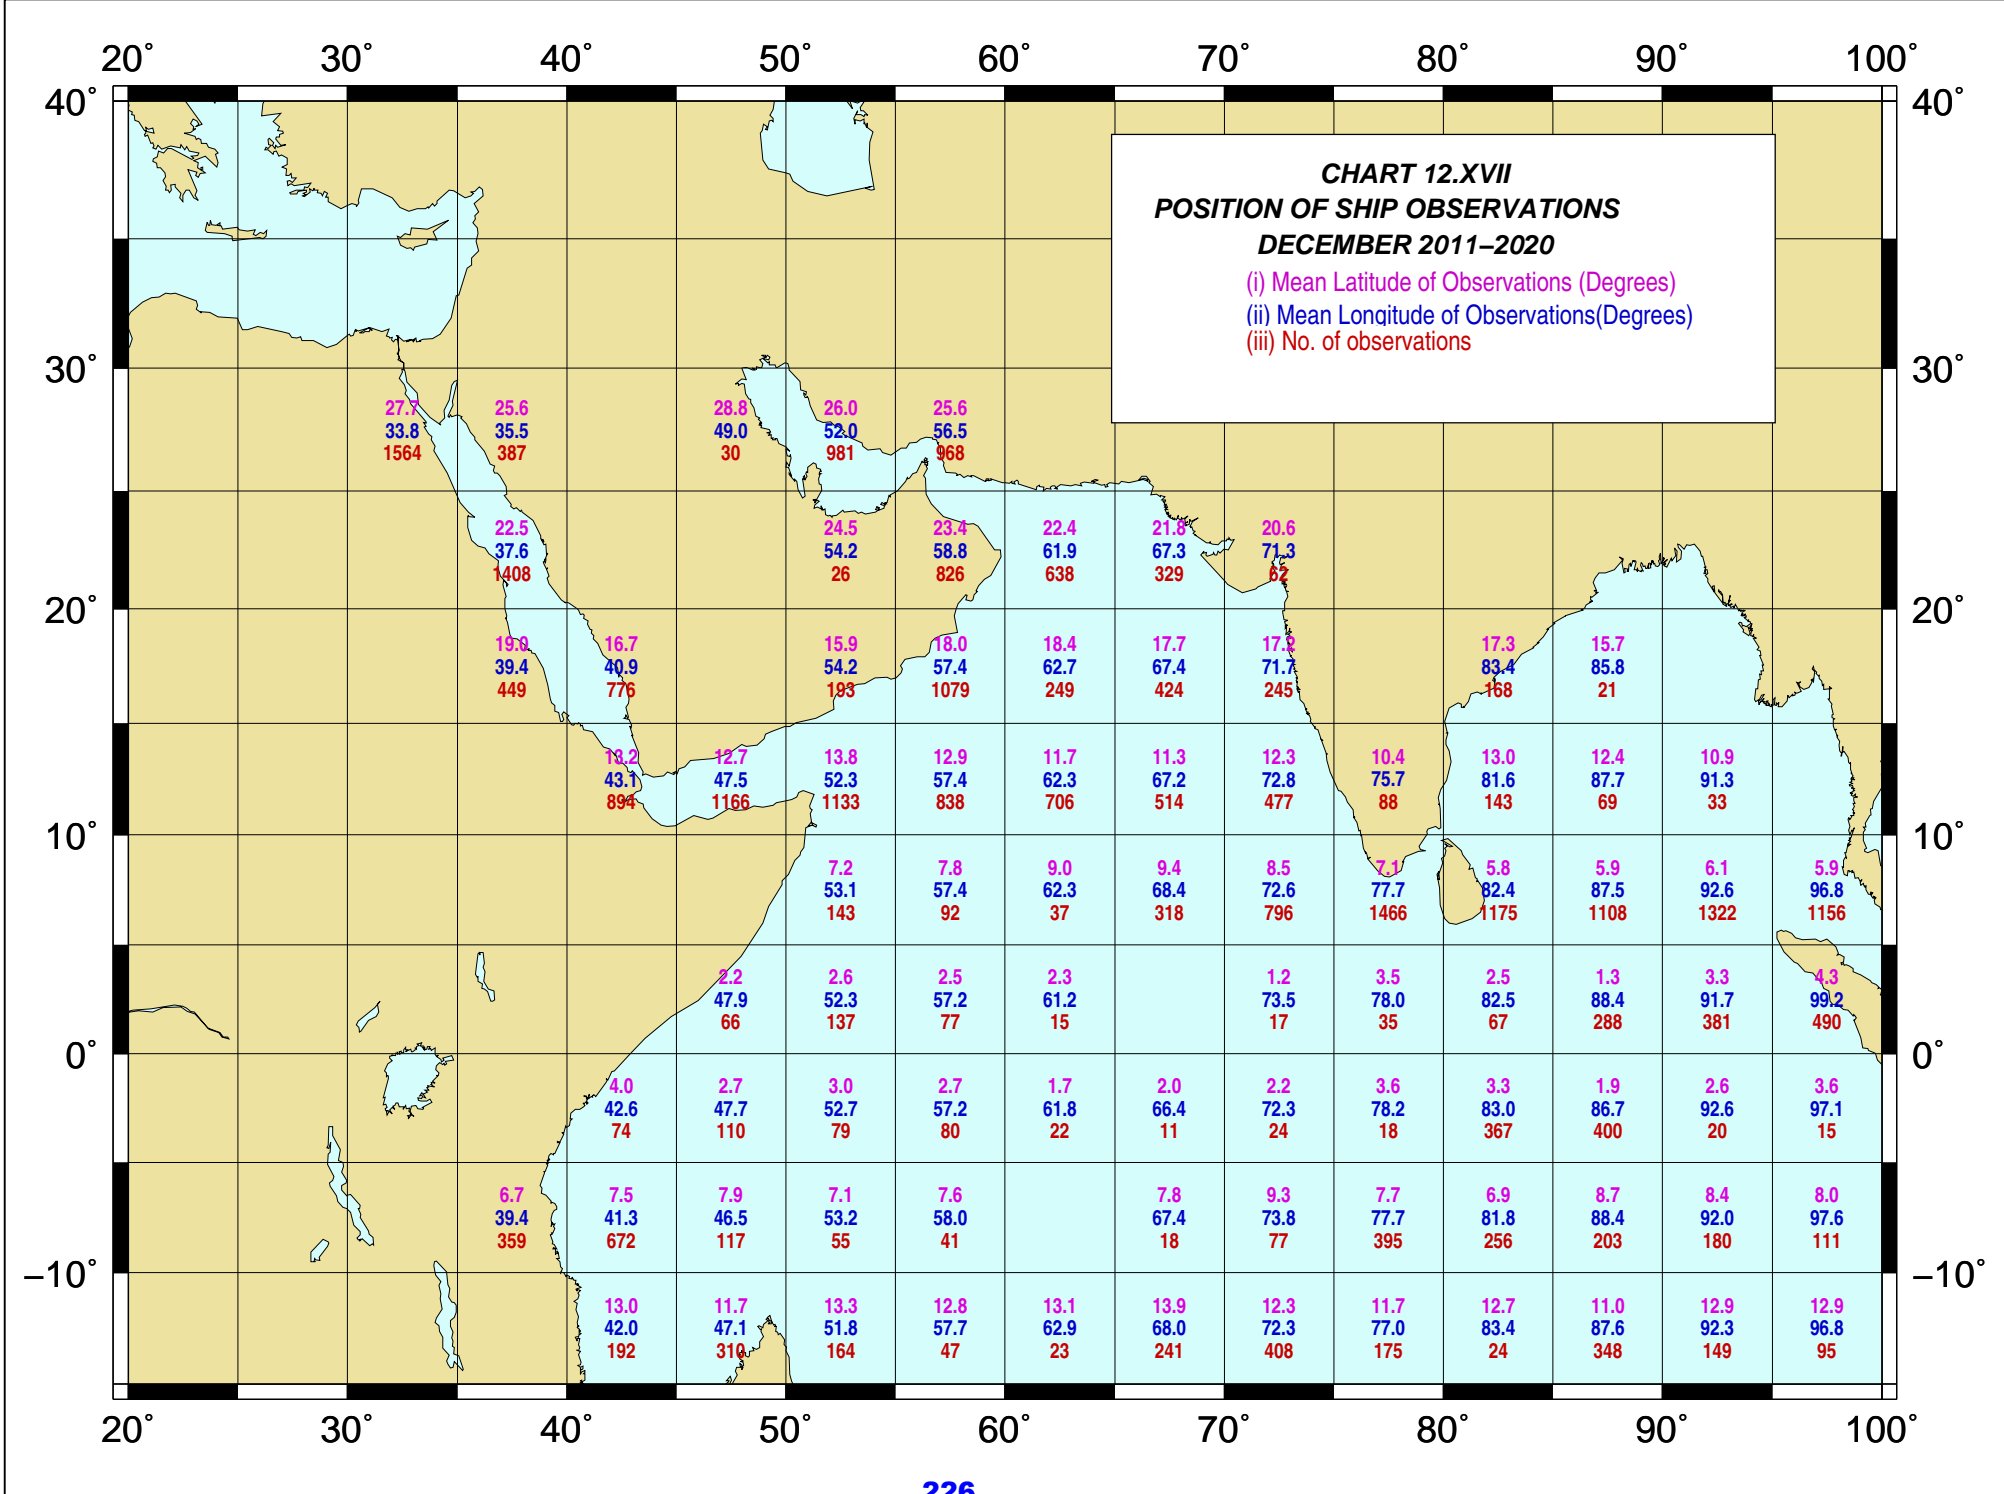 20° 30° 40° 50° 60° 70° 80° 90° 100°
40° 40°
CHART 12.XVII
POSITION OF SHIP OBSERVATIONS
DECEMBER 2011–2020
(i) Mean Latitude of Observations (Degrees)
(ii) Mean Longitude of Observations(Degrees)
(iii) No. of observations
30° 30°
27.7 25.6 28.8 26.0 25.6
33.8 35.5 49.0 52.0 56.5
1564 387 30 981 968
22.5 24.5 23.4 22.4 21.8 20.6
37.6 54.2 58.8 61.9 67.3 71.3
1408 26 826 638 329 62
20° 20°
19.0 16.7 15.9 18.0 18.4 17.7 17.2 17.3 15.7
39.4 40.9 54.2 57.4 62.7 67.4 71.7 83.4 85.8
449 776 193 1079 249 424 245 168 21
13.2 12.7 13.8 12.9 11.7 11.3 12.3 10.4 13.0 12.4 10.9
43.1 47.5 52.3 57.4 62.3 67.2 72.8 75.7 81.6 87.7 91.3
894 1166 1133 838 706 514 477 88 143 69 33
10° 10°
7.2 7.8 9.0 9.4 8.5 7.1 5.8 5.9 6.1 5.9
53.1 57.4 62.3 68.4 72.6 77.7 82.4 87.5 92.6 96.8
143 92 37 318 796 1466 1175 1108 1322 1156
2.2 2.6 2.5 2.3 1.2 3.5 2.5 1.3 3.3 4.3
47.9 52.3 57.2 61.2 73.5 78.0 82.5 88.4 91.7 99.2
66 137 77 15 17 35 67 288 381 490
0° 0°
4.0 2.7 3.0 2.7 1.7 2.0 2.2 3.6 3.3 1.9 2.6 3.6
42.6 47.7 52.7 57.2 61.8 66.4 72.3 78.2 83.0 86.7 92.6 97.1
74 110 79 80 22 11 24 18 367 400 20 15
6.7 7.5 7.9 7.1 7.6 7.8 9.3 7.7 6.9 8.7 8.4 8.0
39.4 41.3 46.5 53.2 58.0 67.4 73.8 77.7 81.8 88.4 92.0 97.6
359 672 117 55 41 18 77 395 256 203 180 111
–10° –10°
13.0 11.7 13.3 12.8 13.1 13.9 12.3 11.7 12.7 11.0 12.9 12.9
42.0 47.1 51.8 57.7 62.9 68.0 72.3 77.0 83.4 87.6 92.3 96.8
192 310 164 47 23 241 408 175 24 348 149 95
20° 30° 40° 50° 60° 70° 80° 90° 100°
226